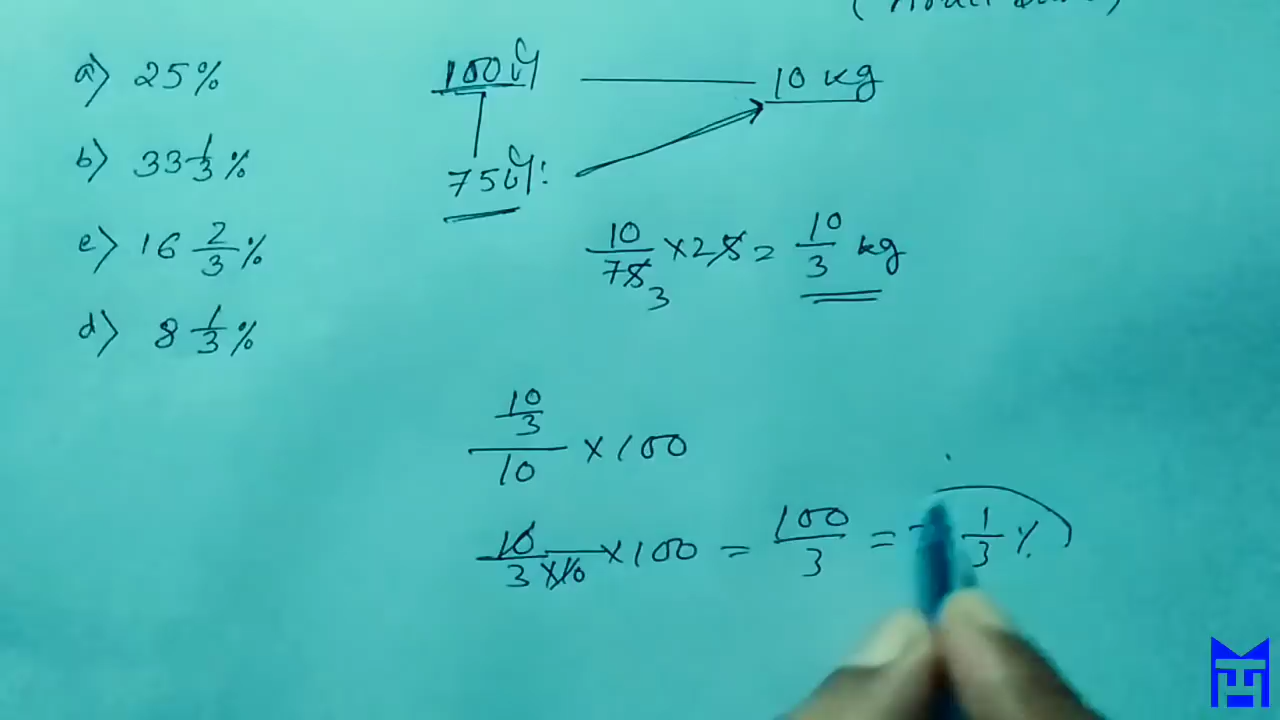 a) 25%
b) 33 1/3 %
c) 16 2/3 %
d) 8 1/3 %
100
10 kg
75
10/75 3 × 25 = 10/3 kg
10/3 / 10 × 100
10/3×10 × 100 = 100/3 = 1/3 %